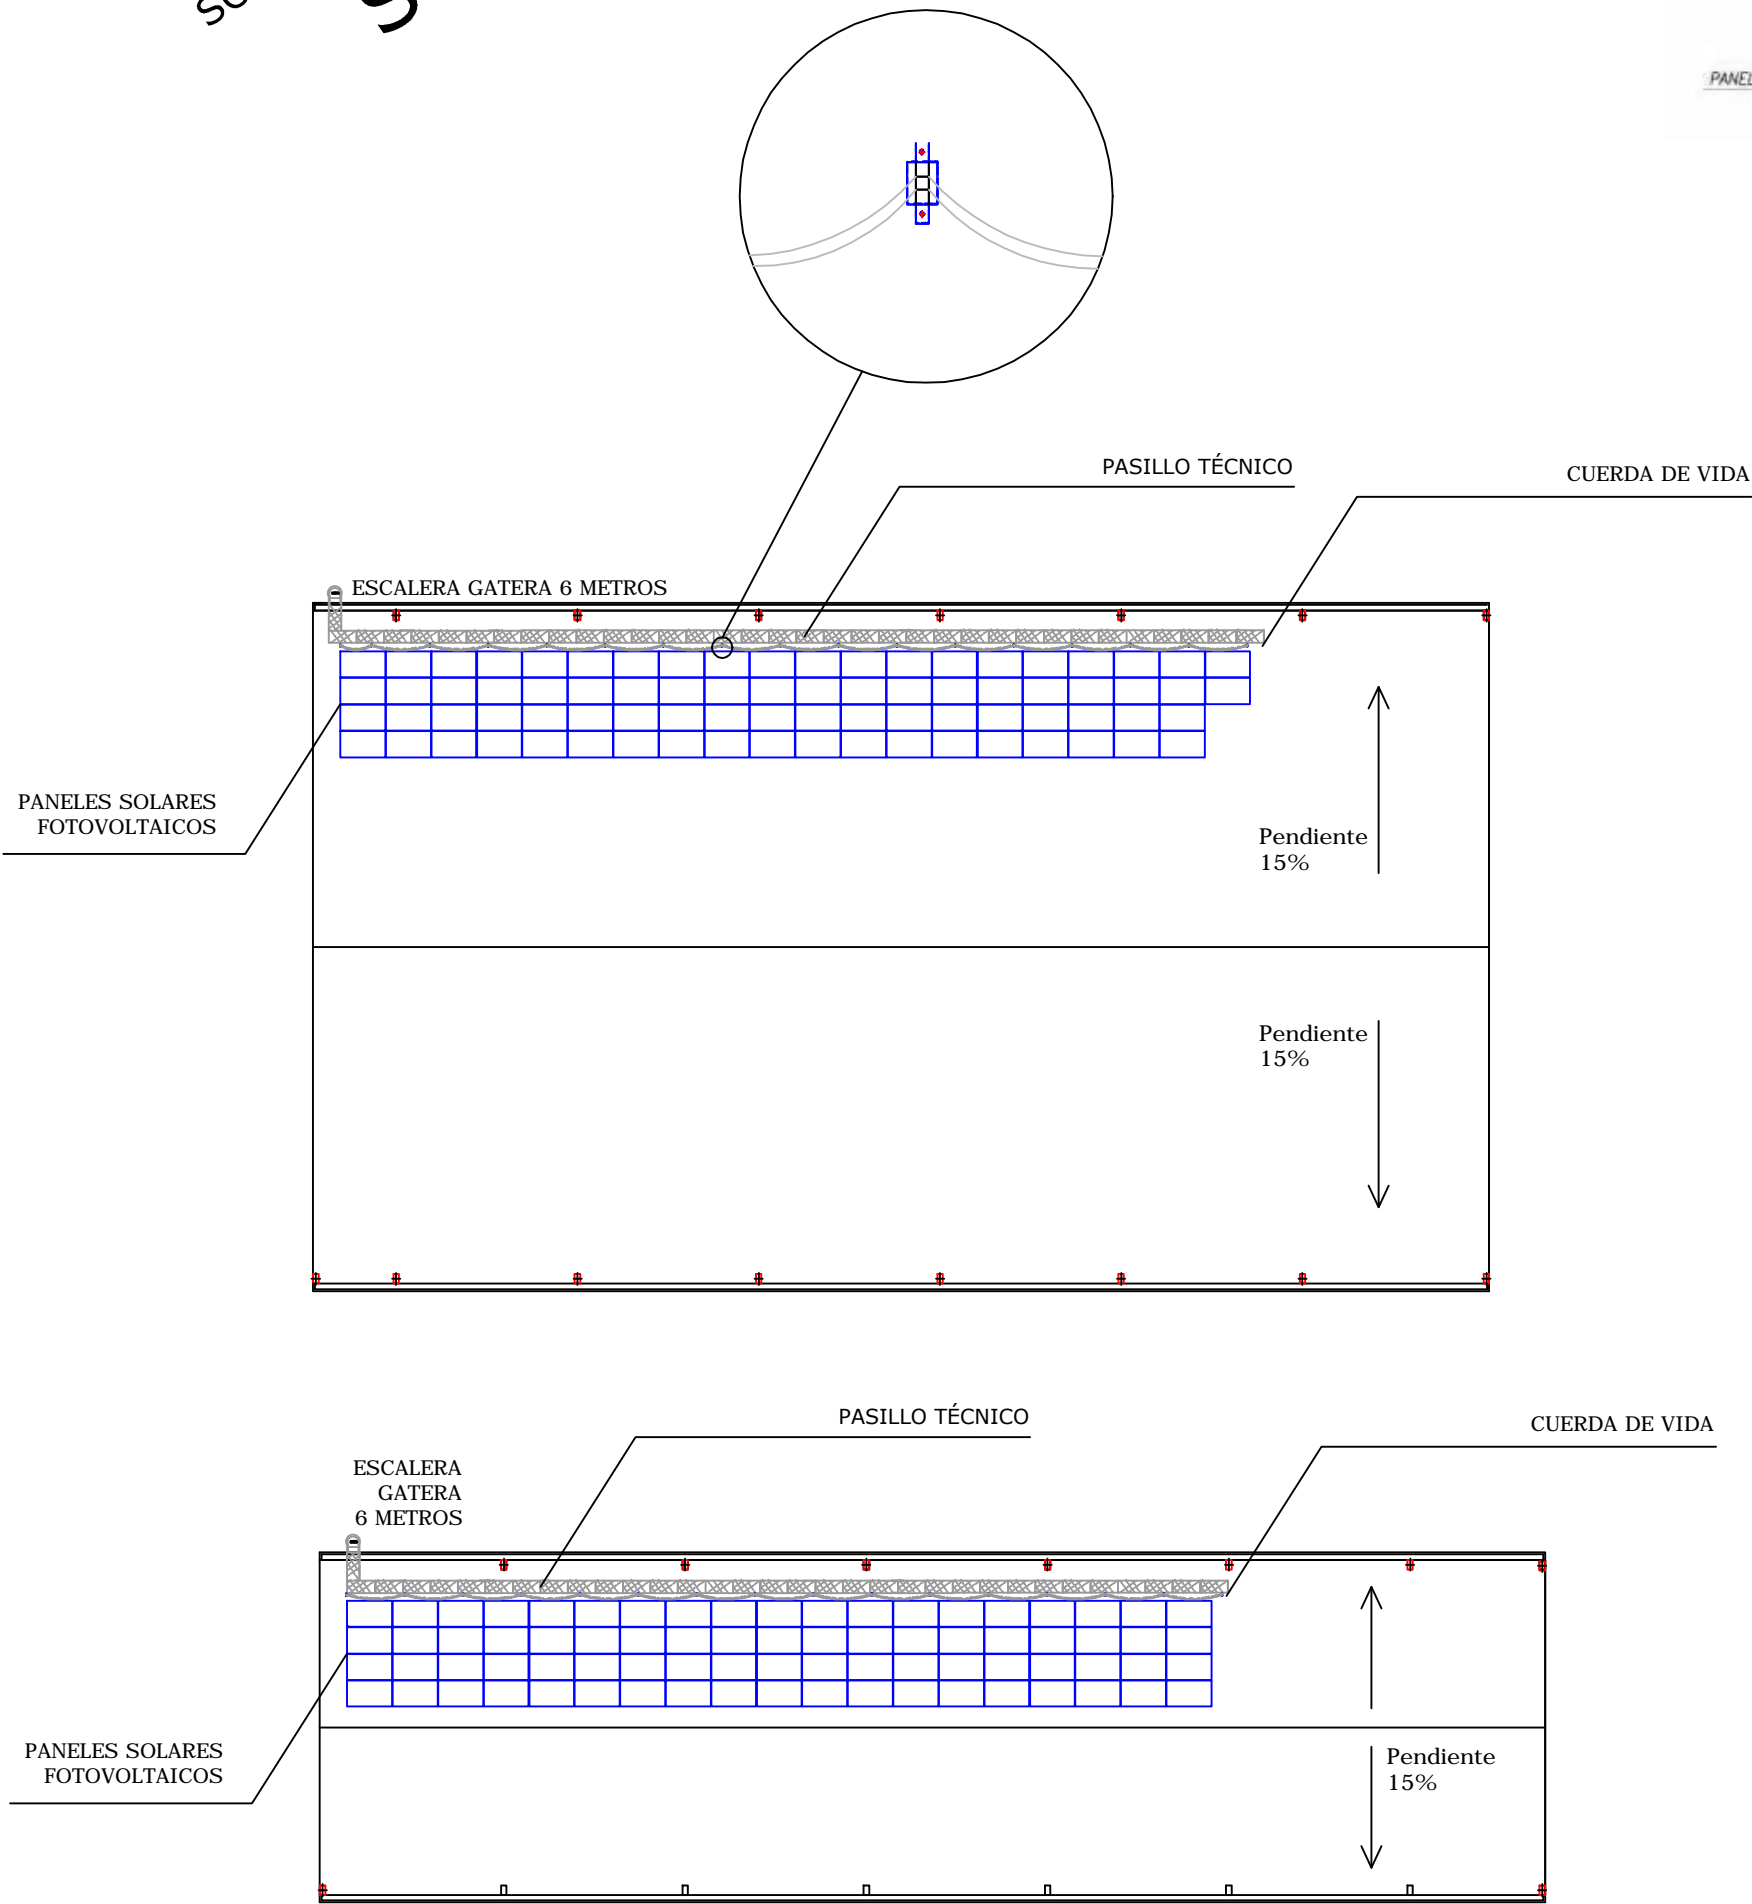 PASILLO TÉCNICO
CUERDA DE VIDA
ESCALERA GATERA 6 METROS
PANELES SOLARES
FOTOVOLTAICOS
Pendiente
15%
Pendiente
15%
PASILLO TÉCNICO
CUERDA DE VIDA
ESCALERA
GATERA
6 METROS
PANELES SOLARES
FOTOVOLTAICOS
Pendiente
15%